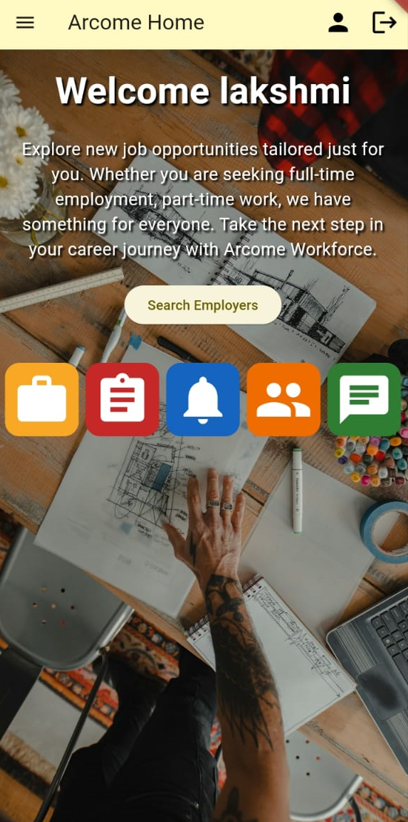 Arcome Home
Welcome lakshmi
Explore new job opportunities tailored just for
you. Whether you are seeking full-time
employment, part-time work, we have
something for everyone. Take the next step in
your career journey with Arcome Workforce.
Search Employers